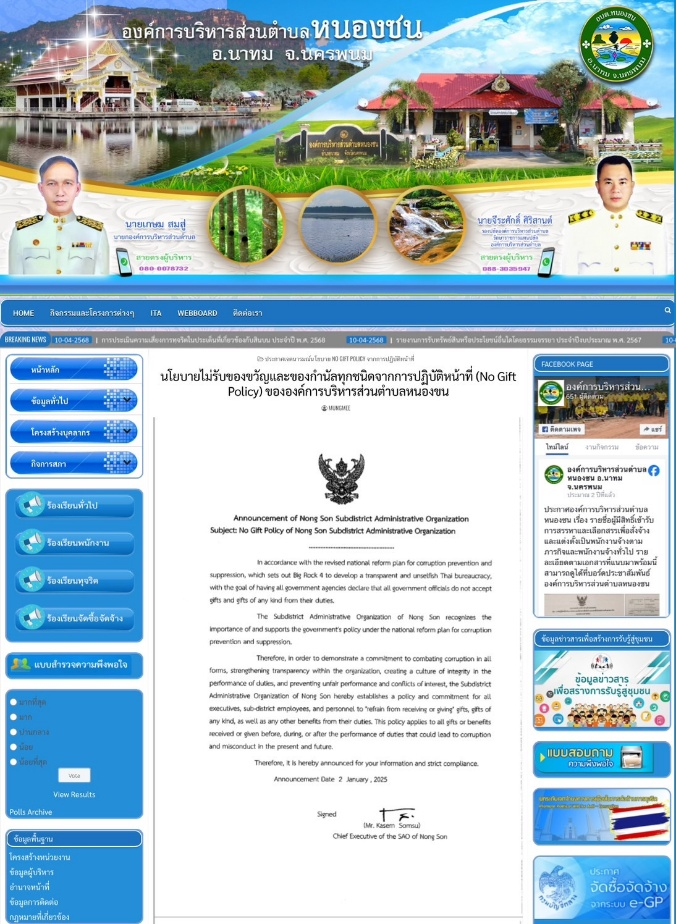 องค์การบริหารส่วนตำบลหนองซน
อ.นาทม จ.นครพนม
อบต.หนองซน
อ.นาทม จ.นครพนม
องค์การบริหารส่วนตำบลหนองซน
นายเกษม สมสู่
นายกองค์การบริหารส่วนตำบล
สายตรงผู้บริหาร
นายจีระศักดิ์ ศิริสานต์
สายตรงผู้บริหาร
088-3035947
HOME กิจกรรมและโครงการต่างๆ ITA WEBBOARD ติดต่อเรา
BREAKING NEWS 10-04-2568 | การประเมินความเสี่ยงการทุจริตในประเด็นที่เกี่ยวข้องกับสินบน ประจำปี พ.ศ. 2568 10-04-2568 | รายงานการรับทรัพย์สินหรือประโยชน์อื่นใดโดยธรรมจรรยา ประจำปีงบประมาณ พ.ศ. 2567
หน้าหลัก
ข้อมูลทั่วไป
โครงสร้างบุคลากร
กิจการสภา
ร้องเรียนทั่วไป
ร้องเรียนพนักงาน
ร้องเรียนทุจริต
ร้องเรียนจัดซื้อจัดจ้าง
แบบสำรวจความพึงพอใจ
มากที่สุด
มาก
ปานกลาง
น้อย
น้อยที่สุด
Vote
View Results
Polls Archive
ข้อมูลพื้นฐาน
โครงสร้างหน่วยงาน
ข้อมูลผู้บริหาร
อำนาจหน้าที่
ข้อมูลการติดต่อ
กฎหมายที่เกี่ยวข้อง
ประกาศเจตนารมณ์นโยบาย NO GIFT POLICY จากการปฏิบัติหน้าที่
นโยบายไม่รับของขวัญและของกำนัลทุกชนิดจากการปฏิบัติหน้าที่ (No Gift
Policy) ขององค์การบริหารส่วนตำบลหนองซน
Announcement of Nong Son Subdistrict Administrative Organization
Subject: No Gift Policy of Nong Son Subdistrict Administrative Organization
In accordance with the revised national reform plan for corruption prevention and
suppression, which sets out Big Rock 4 to develop a transparent and unselfish Thai bureaucracy,
with the goal of having all government agencies declare that all government officials do not accept
gifts and gifts of any kind from their duties.
The Subdistrict Administrative Organization of Nong Son recognizes the
importance of and supports the government's policy under the national reform plan for corruption
prevention and suppression.
Therefore, in order to demonstrate a commitment to combating corruption in all
forms, strengthening transparency within the organization, creating a culture of integrity in the
performance of duties, and preventing unfair performance and conflicts of interest, the Subdistrict
Administrative Organization of Nong Son hereby establishes a policy and commitment for all
executives, sub-district employees, and personnel to "refrain from receiving or giving" gifts, gifts of
any kind, as well as any other benefits from their duties. This policy applies to all gifts or benefits
received or given before, during, or after the performance of duties that could lead to corruption
and misconduct in the present and future.
Therefore, it is hereby announced for your information and strict compliance.
Announcement Date 2 January , 2025
Signed
(Mr. Kasem Somsu)
Chief Executive of the SAO of Nong Son
FACEBOOK PAGE
องค์การบริหารส่วน...
651 ผู้ติดตาม
ติดตามเพจ แชร์
ไทม์ไลน์ งานกิจกรรม ข้อความ
องค์การบริหารส่วนตำบล
หนองซน อ.นาทม
จ.นครพนม
ประมาณ 2 ปีที่แล้ว
ประกาศองค์การบริหารส่วนตำบล
หนองซน เรื่อง รายชื่อผู้มีสิทธิ์เข้ารับ
การสรรหาและเลือกสรรเพื่อสั่งจ้าง
และแต่งตั้งเป็นพนักงานจ้างตาม
ภารกิจและพนักงานจ้างทั่วไป ราย
ละเอียดตามเอกสารที่แนบมาพร้อมนี้
สามารถดูได้ที่บอร์ดประชาสัมพันธ์
องค์การบริหารส่วนตำบลหนองซน
ข้อมูลข่าวสารเพื่อสร้างการรับรู้สู่ชุมชน
ข้อมูลข่าวสาร
เพื่อสร้างการรับรู้สู่ชุมชน
แบบสอบถาม
ความพึงพอใจ
ประกาศ
จัดซื้อจัดจ้าง
จากระบบ e-GP